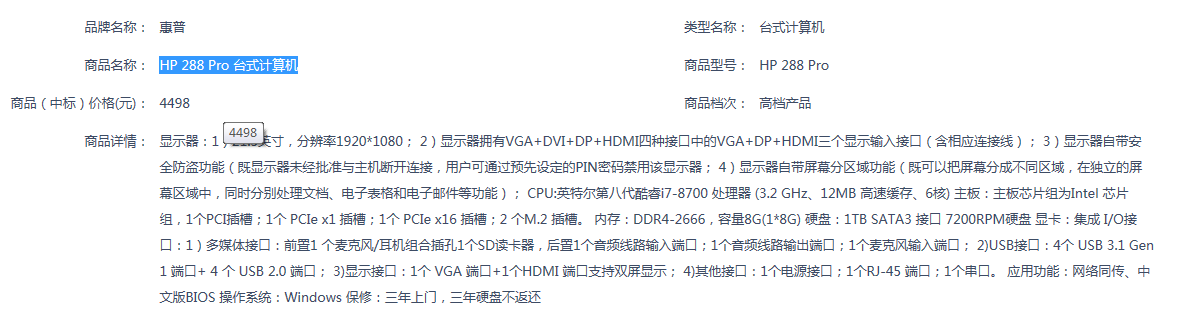 品牌名称： 惠普 类型名称： 台式计算机
商品名称： HP 288 Pro 台式计算机 商品型号： HP 288 Pro
商品（中标）价格(元)： 4498 商品档次： 高档产品
4498
商品详情： 显示器：1 英寸，分辨率1920*1080； 2）显示器拥有VGA+DVI+DP+HDMI四种接口中的VGA+DP+HDMI三个显示输入接口（含相应连接线）； 3）显示器自带安
全防盗功能（既显示器未经批准与主机断开连接，用户可通过预先设定的PIN密码禁用该显示器； 4）显示器自带屏幕分区域功能（既可以把屏幕分成不同区域，在独立的屏
幕区域中，同时分别处理文档、电子表格和电子邮件等功能）； CPU:英特尔第八代酷睿i7-8700 处理器 (3.2 GHz、12MB 高速缓存、6核) 主板：主板芯片组为Intel 芯片
组，1个PCI插槽；1个 PCIe x1 插槽；1个 PCIe x16 插槽；2 个M.2 插槽。 内存：DDR4-2666，容量8G(1*8G) 硬盘：1TB SATA3 接口 7200RPM硬盘 显卡：集成 I/O接
口：1）多媒体接口：前置1 个麦克风/耳机组合插孔1个SD读卡器，后置1个音频线路输入端口；1个音频线路输出端口；1个麦克风输入端口； 2)USB接口：4个 USB 3.1 Gen
1 端口+ 4 个 USB 2.0 端口； 3)显示接口：1个 VGA 端口+1个HDMI 端口支持双屏显示； 4)其他接口：1个电源接口；1个RJ-45 端口；1个串口。 应用功能：网络同传、中
文版BIOS 操作系统：Windows 保修：三年上门，三年硬盘不返还